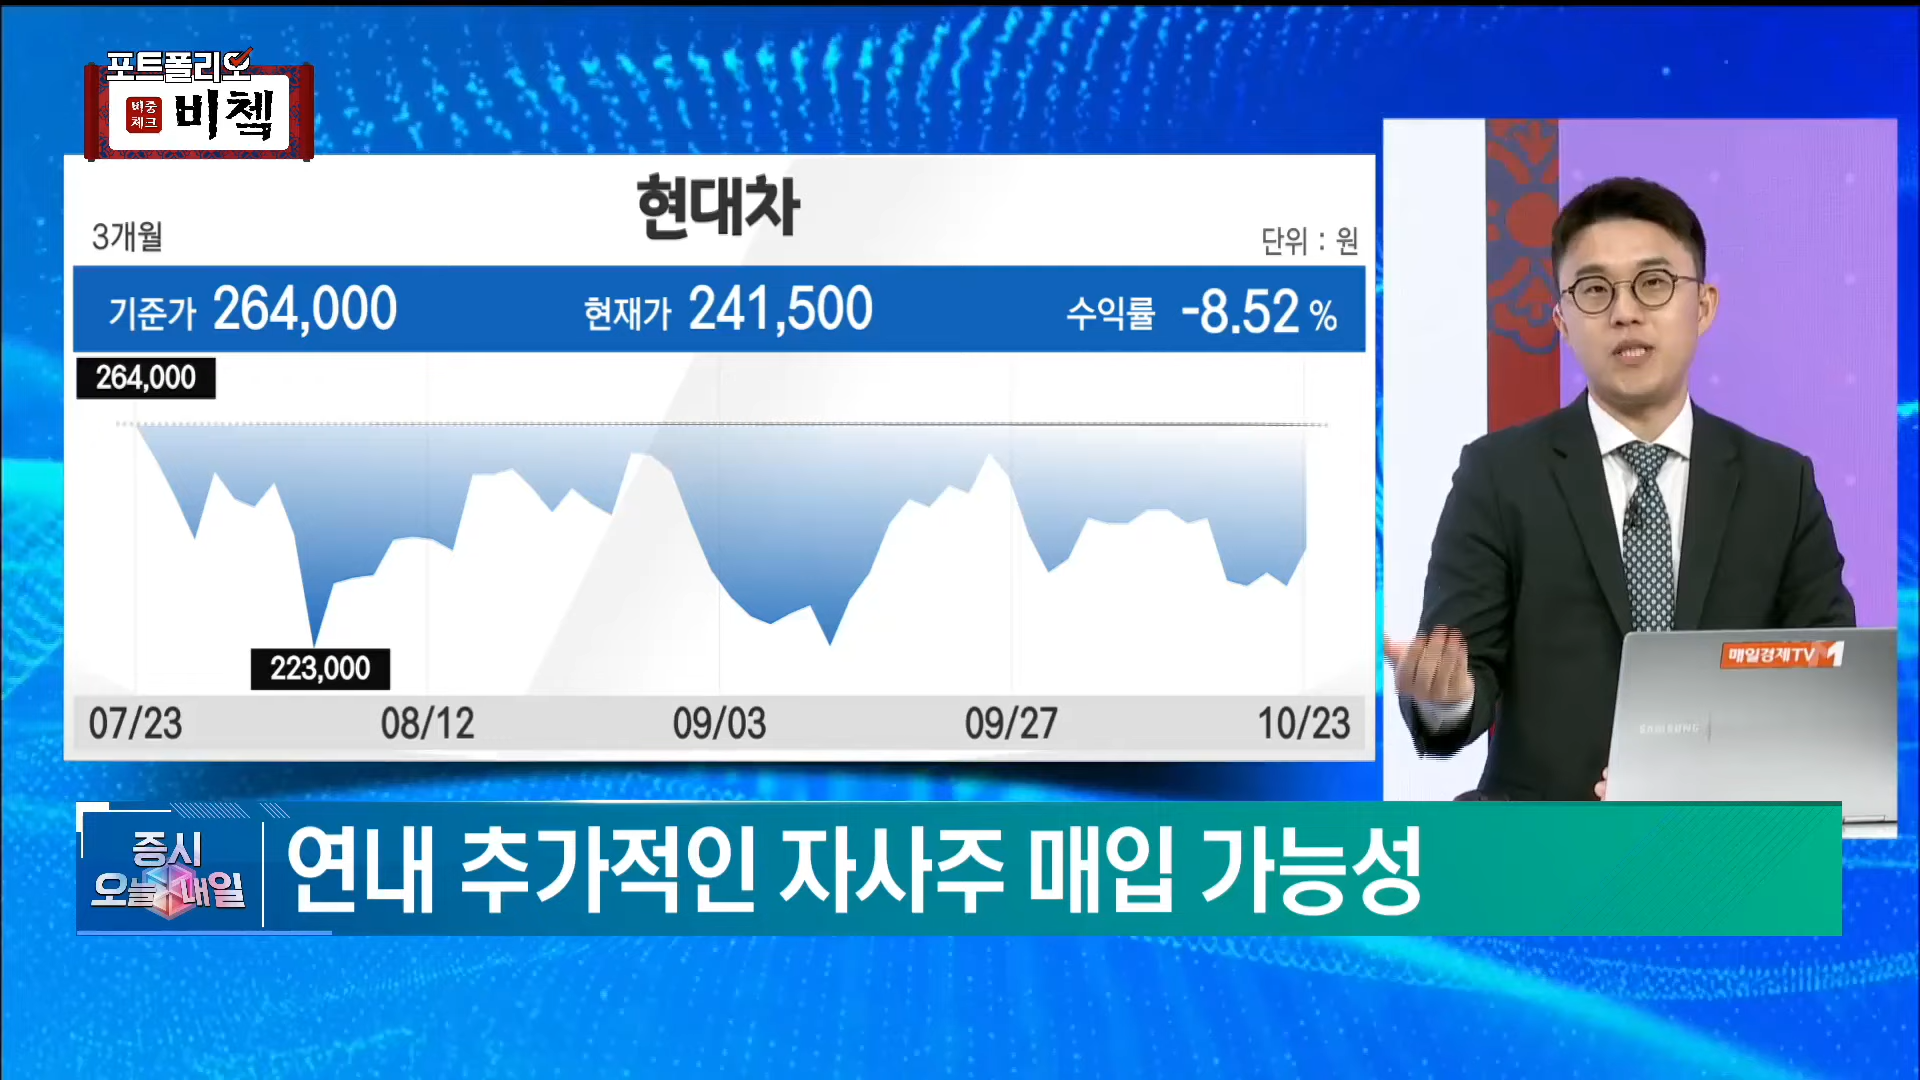 포트폴리오
비중
체크
비첵
현대차
3개월
단위 : 원
기준가 264,000
현재가 241,500
수익률 -8.52 %
264,000
223,000
07/23 08/12 09/03 09/27 10/23
매일경제TV
SAMSUNG
증시
오늘 내일
연내 추가적인 자사주 매입 가능성